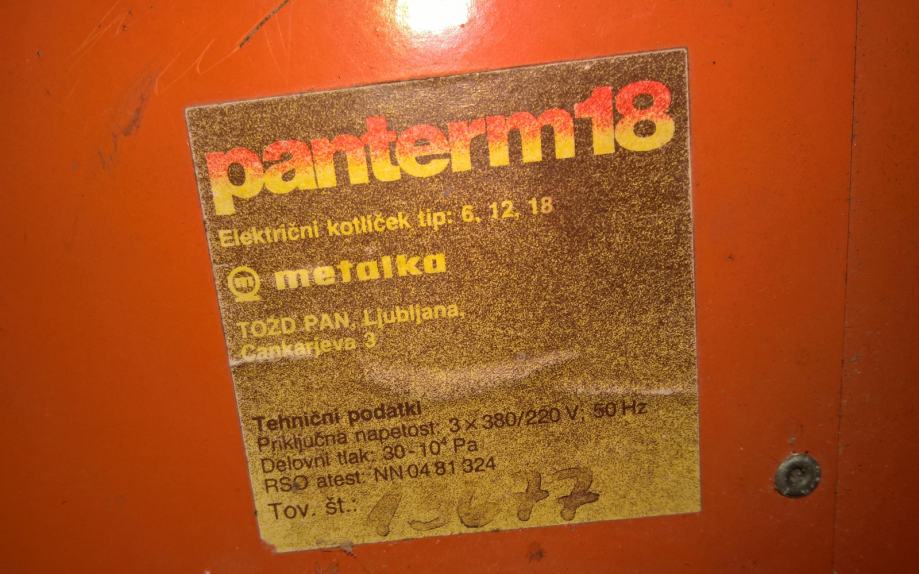 panterm18
Električni kotliček tip: 6, 12, 18
metalka
TOZD PAN, Ljubljana,
Cankarjeva 3
Tehnični podatki
Priključna napetost: 3 x 380/220 V, 50 Hz
Delovni tlak: 30-10⁴ Pa
RSO atest: NN 04 81 324
Tov. št.: